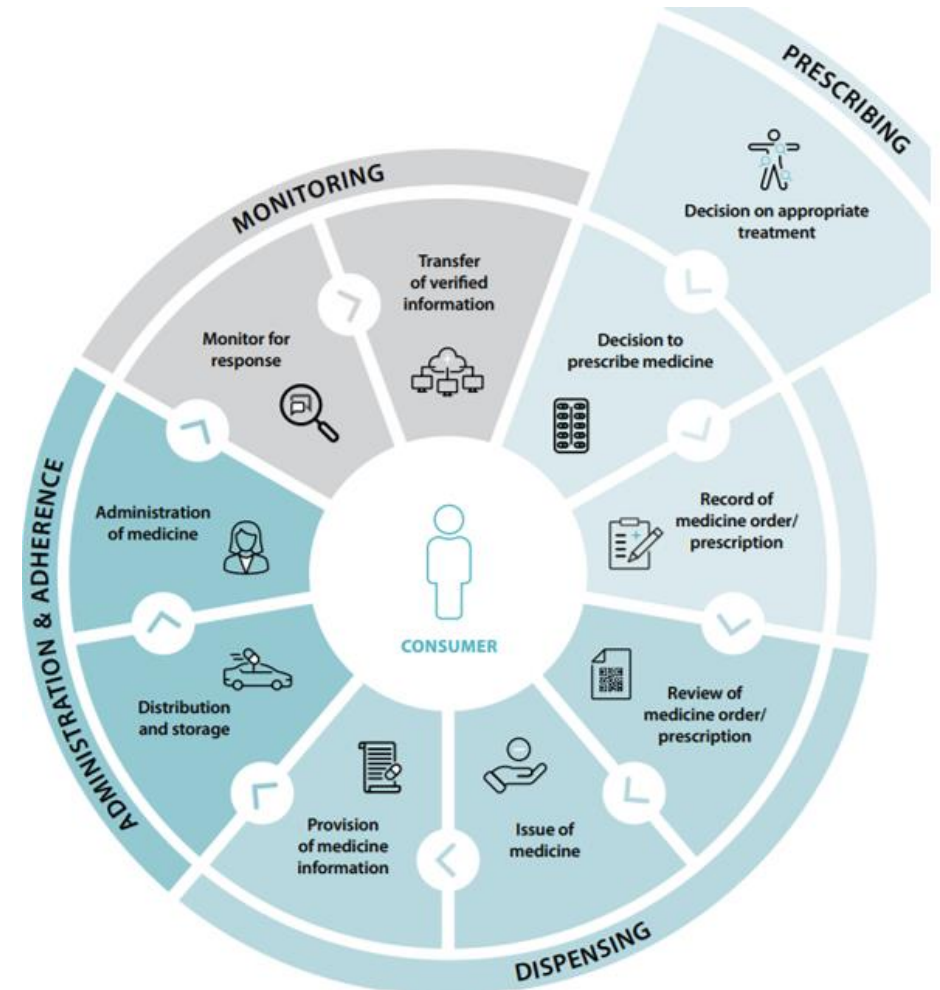 PRESCRIBING
Decision on appropriate
treatment
Decision to
prescribe medicine
Record of
medicine order/
prescription
DISPENSING
Review of
medicine order/
prescription
Issue of
medicine
Provision
of medicine
information
ADMINISTRATION & ADHERENCE
Distribution
and storage
Administration
of medicine
MONITORING
Monitor for
response
Transfer
of verified
information
CONSUMER